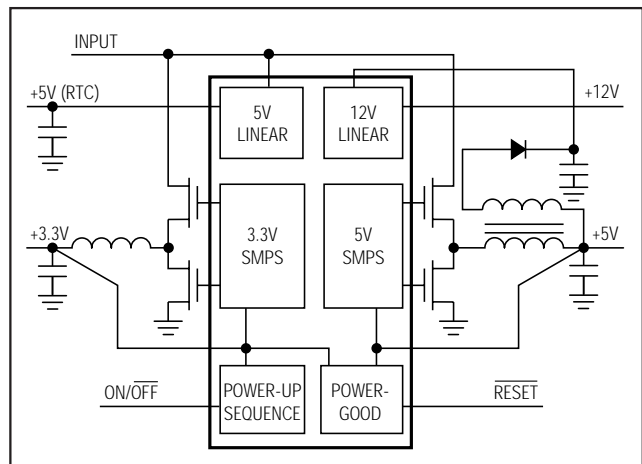 INPUT
+5V (RTC)
5V
LINEAR
12V
LINEAR
+12V
+3.3V
3.3V
SMPS
5V
SMPS
+5V
ON/OFF
POWER-UP
SEQUENCE
POWER-
GOOD
RESET